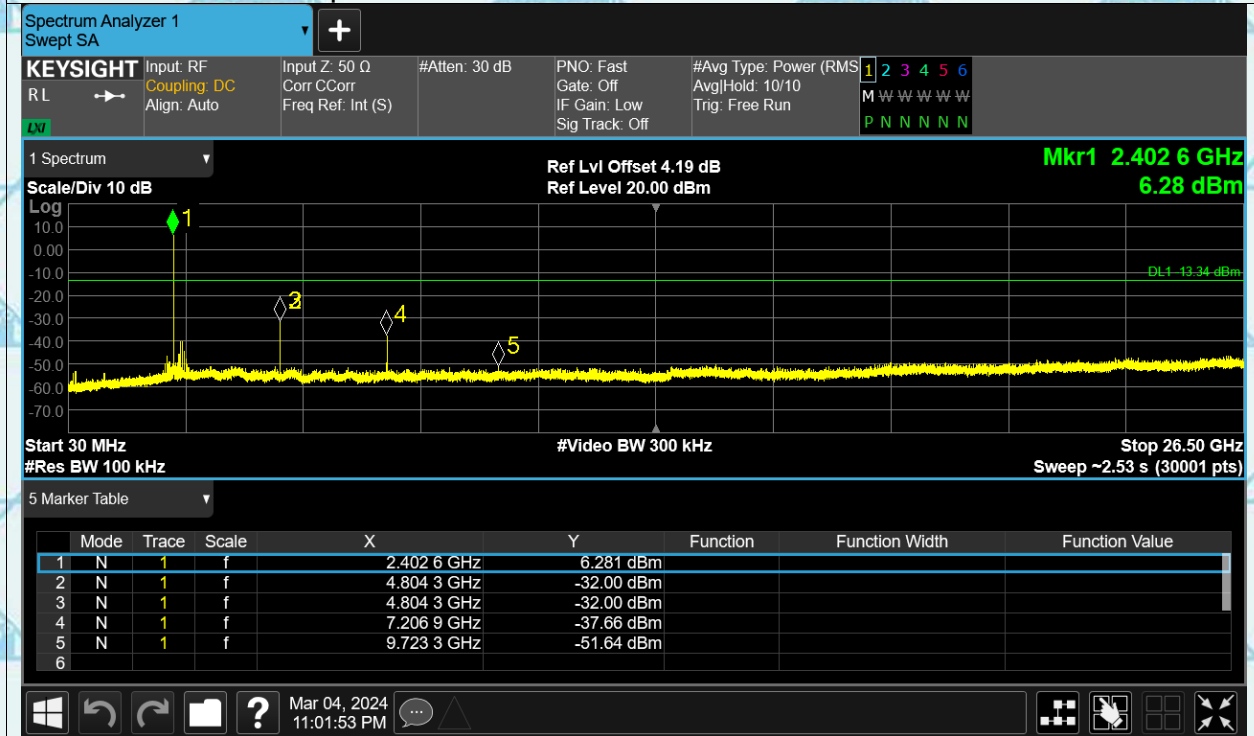 Spectrum Analyzer 1
Swept SA
KEYSIGHT
R L
LXI
Input: RF
Coupling: DC
Align: Auto
Input Z: 50 Ω
Corr CCorr
Freq Ref: Int (S)
#Atten: 30 dB
PNO: Fast
Gate: Off
IF Gain: Low
Sig Track: Off
#Avg Type: Power (RMS
Avg|Hold: 10/10
Trig: Free Run
1 2 3 4 5 6
M W W W W W
P N N N N N
1 Spectrum
Scale/Div 10 dB
Ref Lvl Offset 4.19 dB
Ref Level 20.00 dBm
Mkr1 2.402 6 GHz
6.28 dBm
Log
10.0
0.00
-10.0
-20.0
-30.0
-40.0
-50.0
-60.0
-70.0
1
DL1 -13.34 dBm
4
5
Start 30 MHz
#Res BW 100 kHz
#Video BW 300 kHz
Stop 26.50 GHz
Sweep ~2.53 s (30001 pts)
5 Marker Table
Mode Trace Scale X Y Function Function Width Function Value
1 N 1 f 2.402 6 GHz 6.281 dBm
2 N 1 f 4.804 3 GHz -32.00 dBm
3 N 1 f 4.804 3 GHz -32.00 dBm
4 N 1 f 7.206 9 GHz -37.66 dBm
5 N 1 f 9.723 3 GHz -51.64 dBm
6
?
Mar 04, 2024
11:01:53 PM